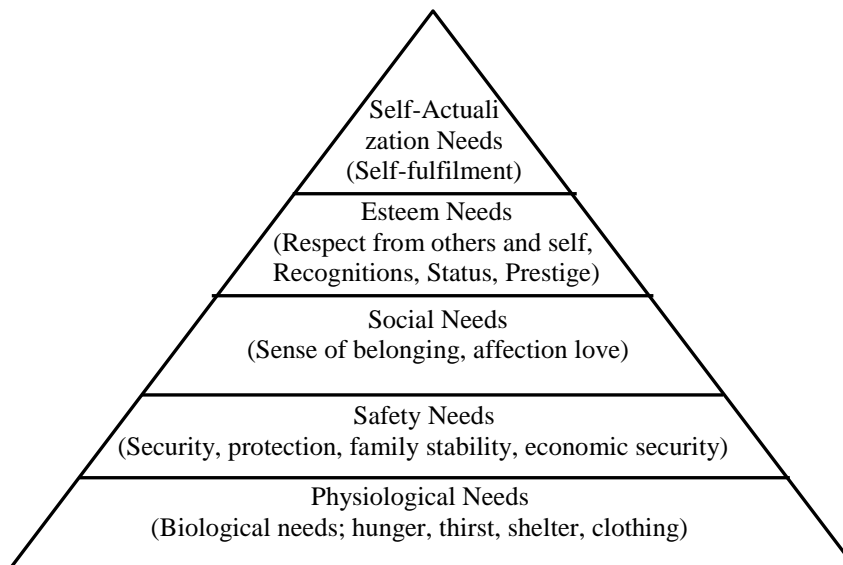 Self-Actuali
zation Needs
(Self-fulfilment)
Esteem Needs
(Respect from others and self,
Recognitions, Status, Prestige)
Social Needs
(Sense of belonging, affection love)
Safety Needs
(Security, protection, family stability, economic security)
Physiological Needs
(Biological needs; hunger, thirst, shelter, clothing)